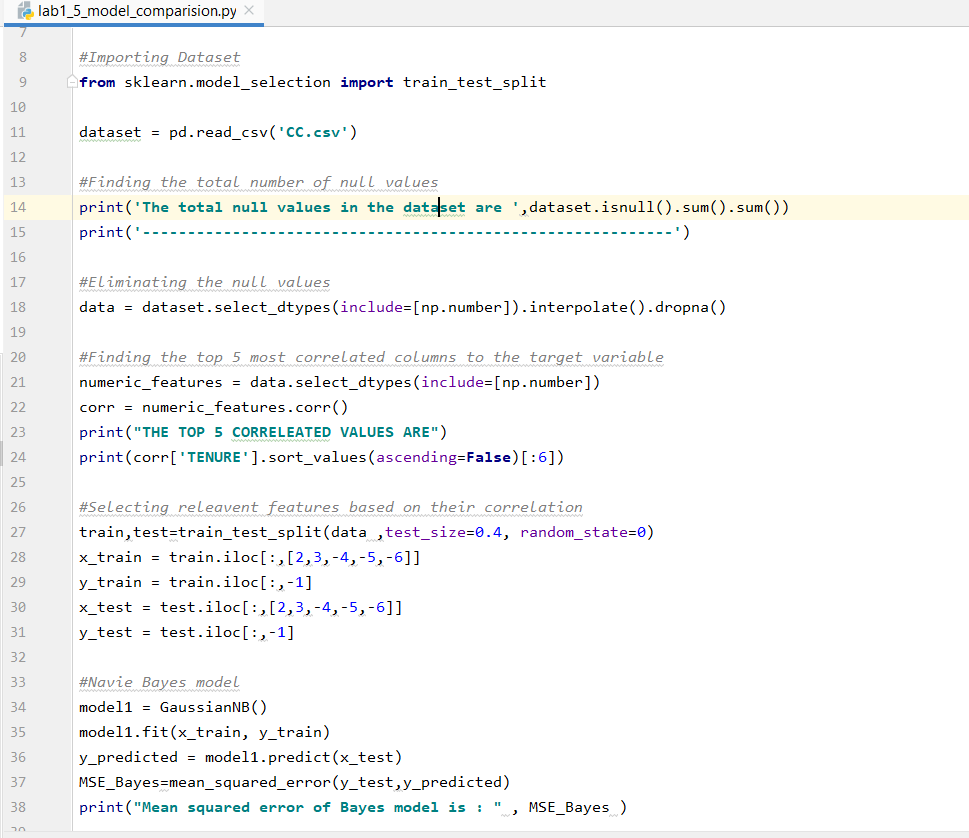 lab1_5_model_comparision.py
7
8 #Importing Dataset
9 from sklearn.model_selection import train_test_split
10
11 dataset = pd.read_csv('CC.csv')
12
13 #Finding the total number of null values
14 print('The total null values in the dataset are ',dataset.isnull().sum().sum())
15 print('-----------------------------------------------------------')
16
17 #Eliminating the null values
18 data = dataset.select_dtypes(include=[np.number]).interpolate().dropna()
19
20 #Finding the top 5 most correlated columns to the target variable
21 numeric_features = data.select_dtypes(include=[np.number])
22 corr = numeric_features.corr()
23 print("THE TOP 5 CORRELEATED VALUES ARE")
24 print(corr['TENURE'].sort_values(ascending=False)[:6])
25
26 #Selecting releavent features based on their correlation
27 train,test=train_test_split(data ,test_size=0.4, random_state=0)
28 x_train = train.iloc[:,[2,3,-4,-5,-6]]
29 y_train = train.iloc[:,-1]
30 x_test = test.iloc[:,[2,3,-4,-5,-6]]
31 y_test = test.iloc[:,-1]
32
33 #Navie Bayes model
34 model1 = GaussianNB()
35 model1.fit(x_train, y_train)
36 y_predicted = model1.predict(x_test)
37 MSE_Bayes=mean_squared_error(y_test,y_predicted)
38 print("Mean squared error of Bayes model is : " , MSE_Bayes )
39